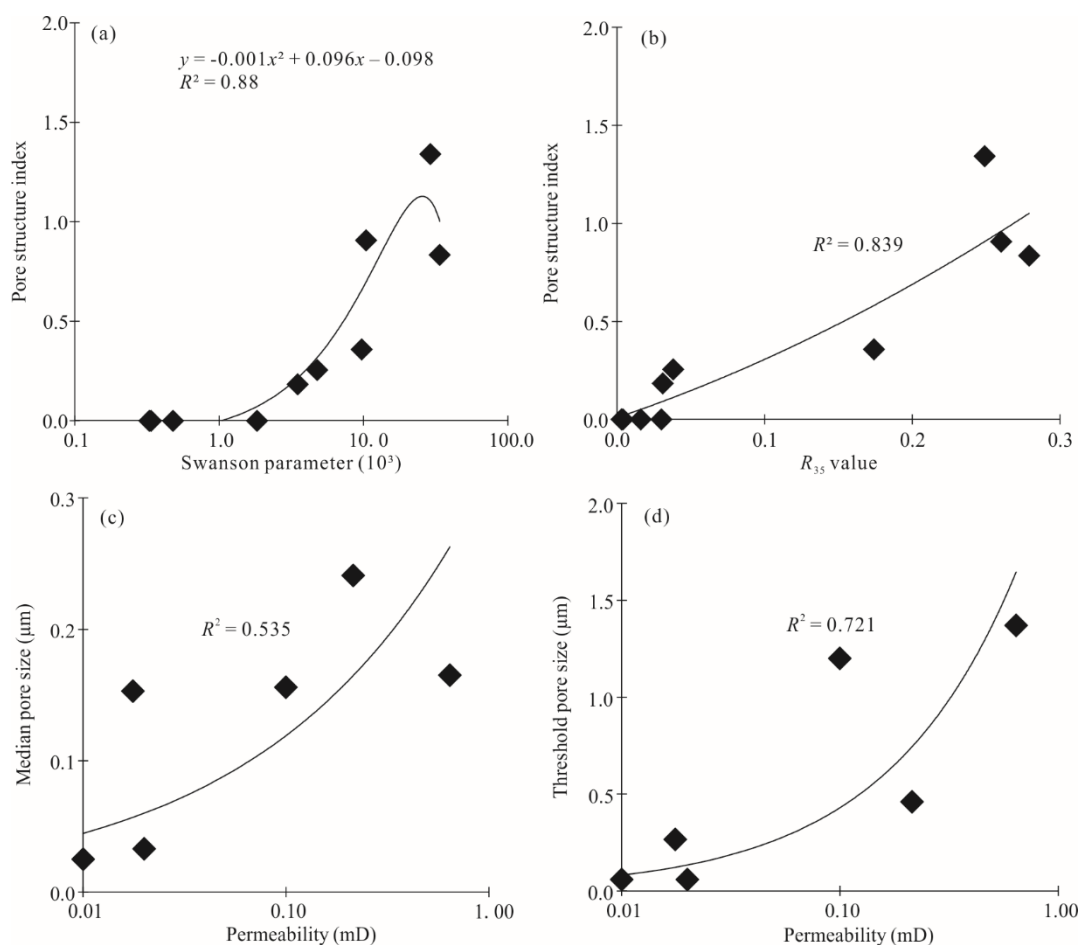 (a)
y = -0.001x² + 0.096x – 0.098
R² = 0.88
Pore structure index
2.0
1.5
1.0
0.5
0.0
0.1
1.0
10. 0
100.0
Swanson parameter (10³)
(b)
R² = 0.839
Pore structure index
2.0
1.5
1.0
0.5
0.0
0.0
0.1
0.2
0.3
R₃₅ value
(c)
R² = 0.535
Median pore size (μm)
0.3
0.2
0.1
0.0
0.01
0.10
1. 00
Permeability (mD)
(d)
R² = 0.721
Threshold pore size (μm)
2.0
1.5
1.0
0.5
0.0
0.01
0.10
1.00
Permeability (mD)